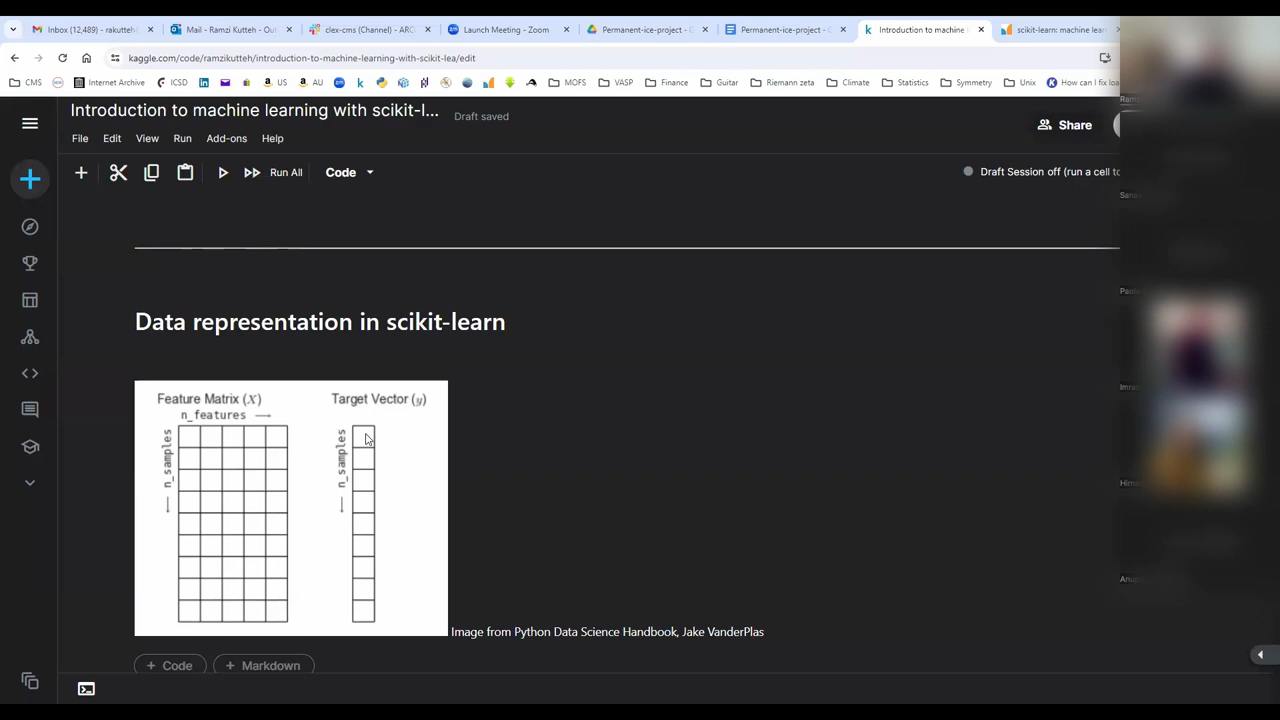 Inbox (12,489) - rakutteh
Mail - Ramzi Kutteh - Out
clex-cms (Channel) - ARC
Launch Meeting - Zoom
Permanent-ice-project - G
Permanent-ice-project - G
Introduction to machine l
scikit-learn: machine lear
kaggle.com/code/ramzikutteh/introduction-to-machine-learning-with-scikit-lea/edit
CMS
Internet Archive
ICSD
US
AU
MOFS
VASP
Finance
Guitar
Riemann zeta
Climate
Statistics
Symmetry
Unix
How can I fix
Introduction to machine learning with scikit-l...
Draft saved
Share
File Edit View Run Add-ons Help
Run All
Code
Draft Session off (run a cell to
Data representation in scikit-learn
Feature Matrix (X)
n_features
n_samples
Target Vector (y)
n_samples
Image from Python Data Science Handbook, Jake VanderPlas
+ Code
+ Markdown